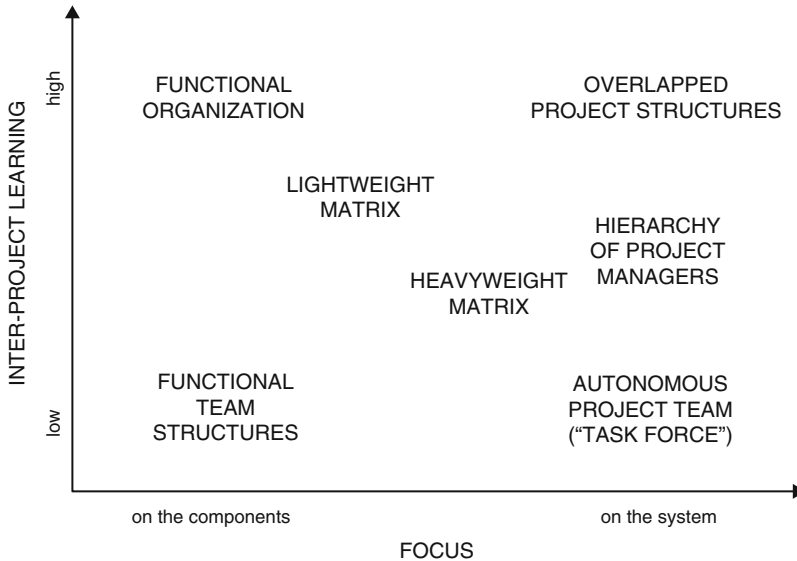 INTER-PROJECT LEARNING
high
low
FUNCTIONAL
ORGANIZATION
OVERLAPPED
PROJECT STRUCTURES
LIGHTWEIGHT
MATRIX
HIERARCHY
OF PROJECT
MANAGERS
HEAVYWEIGHT
MATRIX
FUNCTIONAL
TEAM
STRUCTURES
AUTONOMOUS
PROJECT TEAM
(“TASK FORCE”)
on the components
on the system
FOCUS